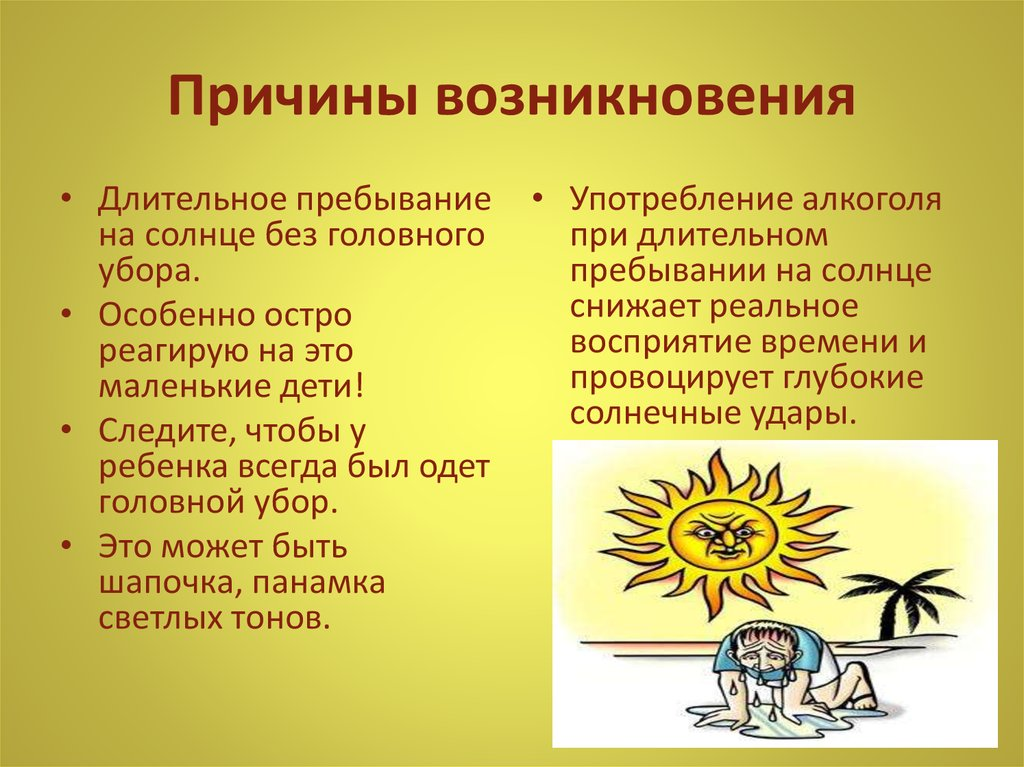 Причины возникновения
• Длительное пребывание
на солнце без головного
убора.
• Особенно остро
реагирую на это
маленькие дети!
• Следите, чтобы у
ребенка всегда был одет
головной убор.
• Это может быть
шапочка, панамка
светлых тонов.
• Употребление алкоголя
при длительном
пребывании на солнце
снижает реальное
восприятие времени и
провоцирует глубокие
солнечные удары.